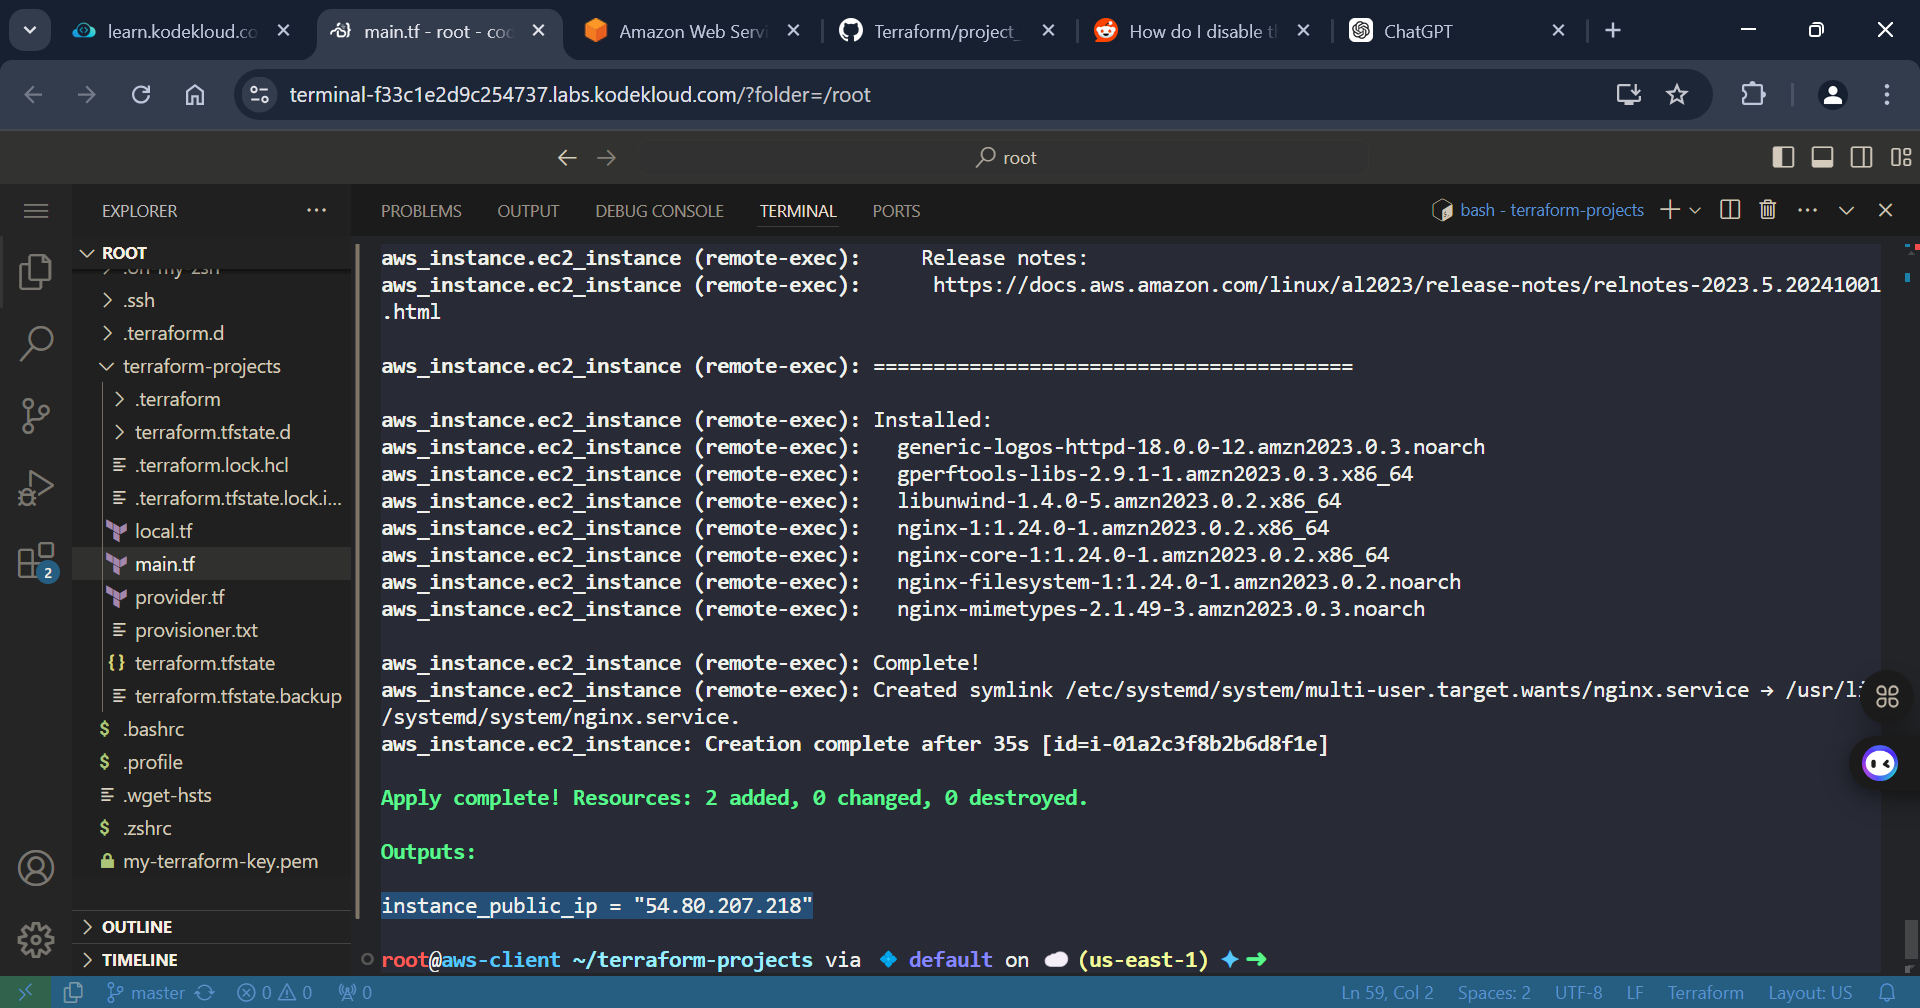 learn.kodekloud.co
main.tf - root - coc
Amazon Web Servi
Terraform/project_
How do I disable t
ChatGPT
terminal-f33c1e2d9c254737.labs.kodekloud.com/?folder=/root
root
EXPLORER
PROBLEMS
OUTPUT
DEBUG CONSOLE
TERMINAL
PORTS
bash - terraform-projects
ROOT
.oh-my-zsh
.ssh
.terraform.d
terraform-projects
.terraform
terraform.tfstate.d
.terraform.lock.hcl
.terraform.tfstate.lock.i...
local.tf
main.tf
provider.tf
provisioner.txt
terraform.tfstate
terraform.tfstate.backup
.bashrc
.profile
.wget-hsts
.zshrc
my-terraform-key.pem
OUTLINE
TIMELINE
2
aws_instance.ec2_instance (remote-exec):     Release notes:
aws_instance.ec2_instance (remote-exec):      https://docs.aws.amazon.com/linux/al2023/release-notes/relnotes-2023.5.20241001
.html
aws_instance.ec2_instance (remote-exec): ========================================
aws_instance.ec2_instance (remote-exec): Installed:
aws_instance.ec2_instance (remote-exec):   generic-logos-httpd-18.0.0-12.amzn2023.0.3.noarch
aws_instance.ec2_instance (remote-exec):   gperftools-libs-2.9.1-1.amzn2023.0.3.x86_64
aws_instance.ec2_instance (remote-exec):   libunwind-1.4.0-5.amzn2023.0.2.x86_64
aws_instance.ec2_instance (remote-exec):   nginx-1:1.24.0-1.amzn2023.0.2.x86_64
aws_instance.ec2_instance (remote-exec):   nginx-core-1:1.24.0-1.amzn2023.0.2.x86_64
aws_instance.ec2_instance (remote-exec):   nginx-filesystem-1:1.24.0-1.amzn2023.0.2.noarch
aws_instance.ec2_instance (remote-exec):   nginx-mimetypes-2.1.49-3.amzn2023.0.3.noarch
aws_instance.ec2_instance (remote-exec): Complete!
aws_instance.ec2_instance (remote-exec): Created symlink /etc/systemd/system/multi-user.target.wants/nginx.service → /usr/li
/systemd/system/nginx.service.
aws_instance.ec2_instance: Creation complete after 35s [id=i-01a2c3f8b2b6d8f1e]
Apply complete! Resources: 2 added, 0 changed, 0 destroyed.
Outputs:
instance_public_ip = "54.80.207.218"
root@aws-client ~/terraform-projects via default on (us-east-1) ➜
master
0
0
0
Ln 59, Col 2
Spaces: 2
UTF-8
LF
Terraform
Layout: US